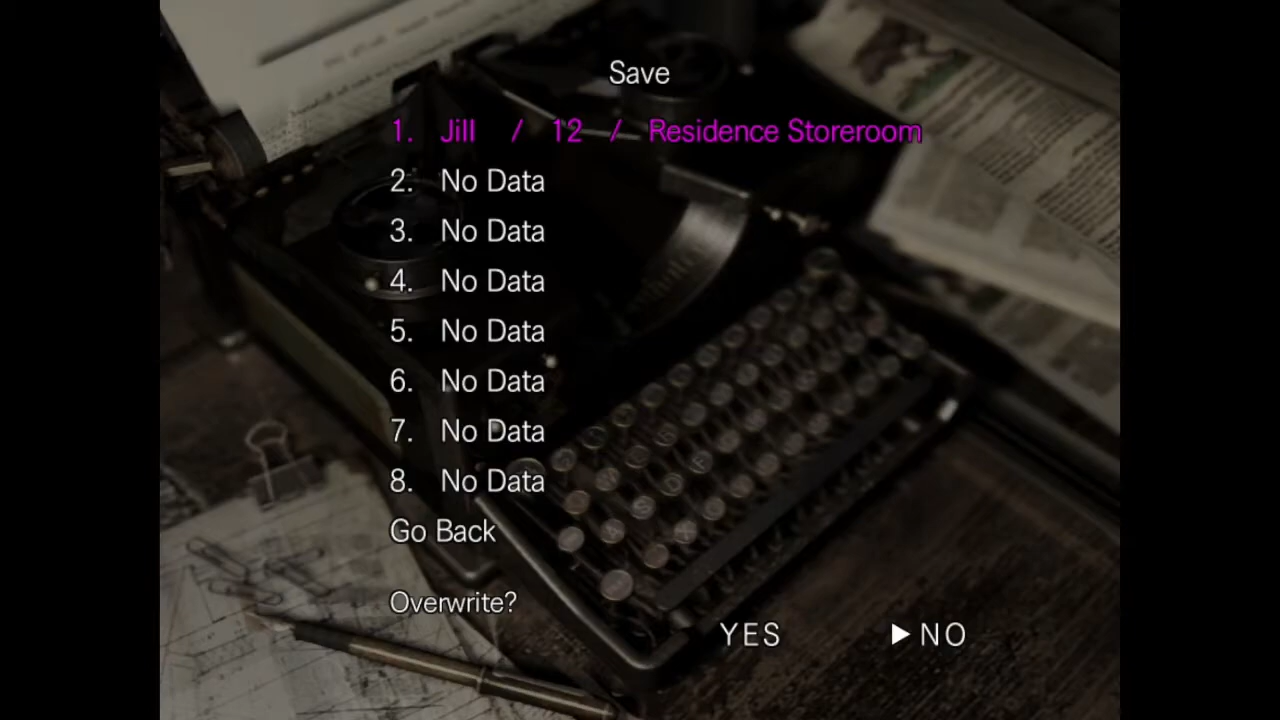 Save
1. Jill / 12 / Residence Storeroom
2. No Data
3. No Data
4. No Data
5. No Data
6. No Data
7. No Data
8. No Data
Go Back
Overwrite?
YES ▶NO